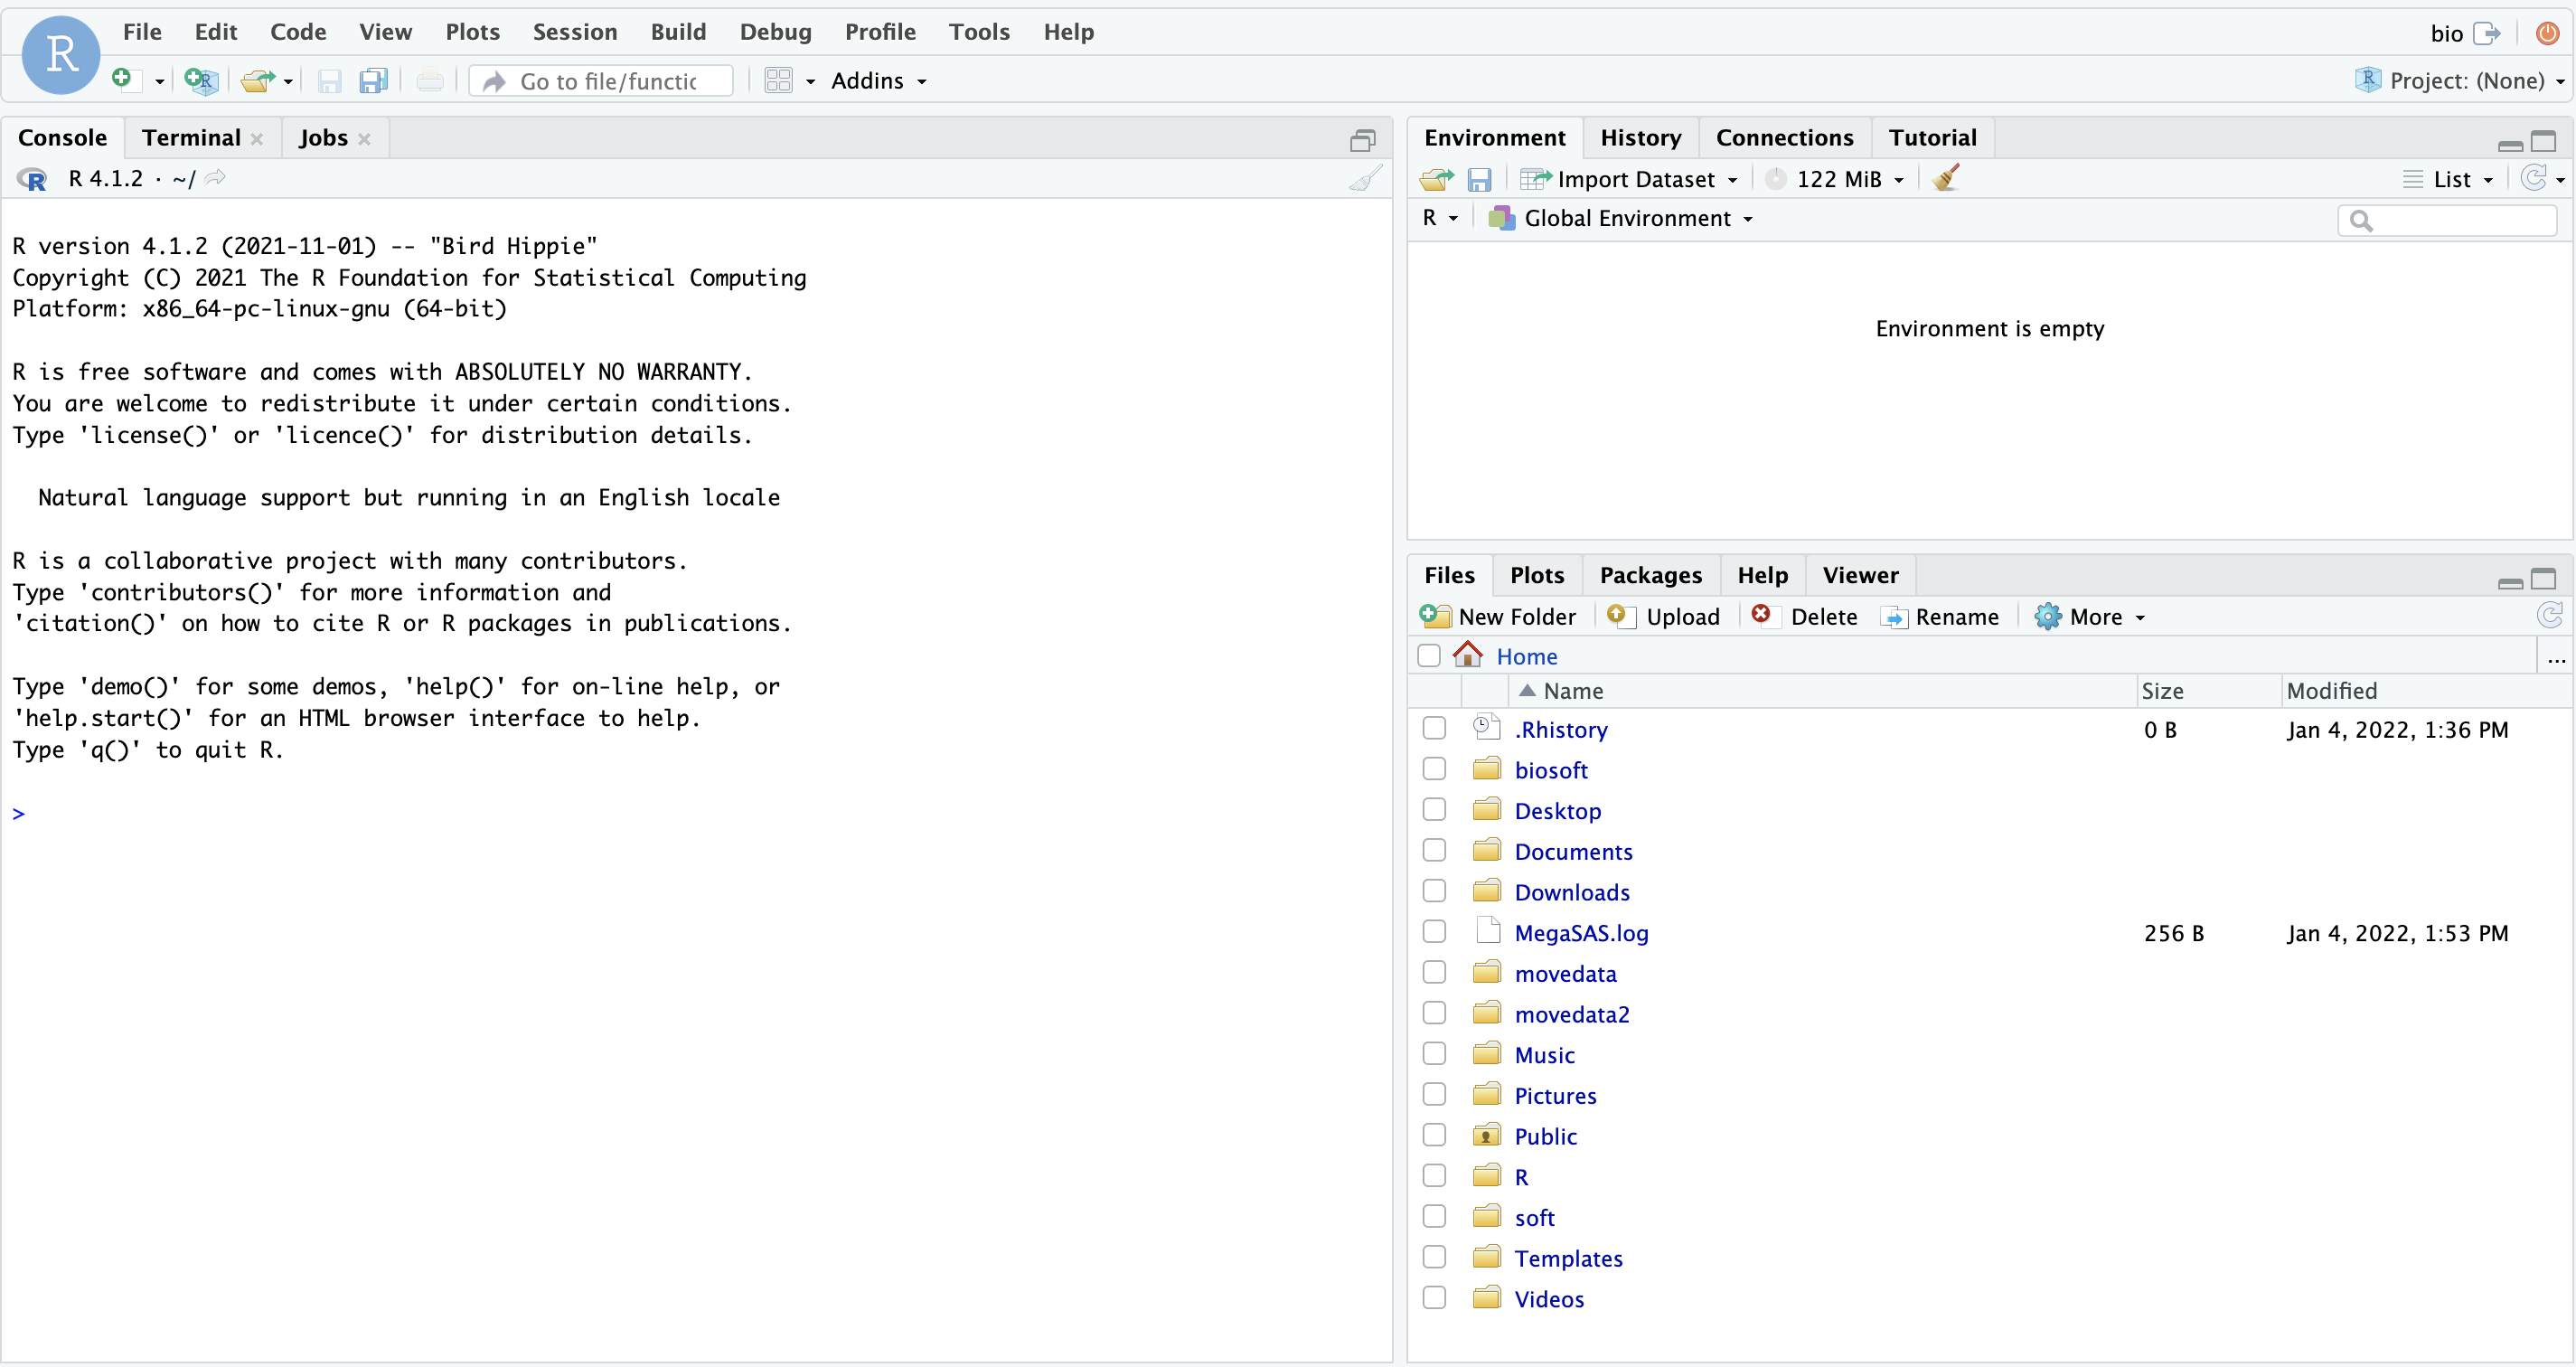 R File Edit Code View Plots Session Build Debug Profile Tools Help bio
Go to file/functic Addins Project: (None)
Console Terminal Jobs
R 4.1.2 · ~/
R version 4.1.2 (2021-11-01) -- "Bird Hippie"
Copyright (C) 2021 The R Foundation for Statistical Computing
Platform: x86_64-pc-linux-gnu (64-bit)
R is free software and comes with ABSOLUTELY NO WARRANTY.
You are welcome to redistribute it under certain conditions.
Type 'license()' or 'licence()' for distribution details.
Natural language support but running in an English locale
R is a collaborative project with many contributors.
Type 'contributors()' for more information and
'citation()' on how to cite R or R packages in publications.
Type 'demo()' for some demos, 'help()' for on-line help, or
'help.start()' for an HTML browser interface to help.
Type 'q()' to quit R.
>
Environment History Connections Tutorial
Import Dataset 122 MiB List
R Global Environment
Environment is empty
Files Plots Packages Help Viewer
New Folder Upload Delete Rename More
Home ...
Name Size Modified
.Rhistory 0 B Jan 4, 2022, 1:36 PM
biosoft
Desktop
Documents
Downloads
MegaSAS.log 256 B Jan 4, 2022, 1:53 PM
movedata
movedata2
Music
Pictures
Public
R
soft
Templates
Videos